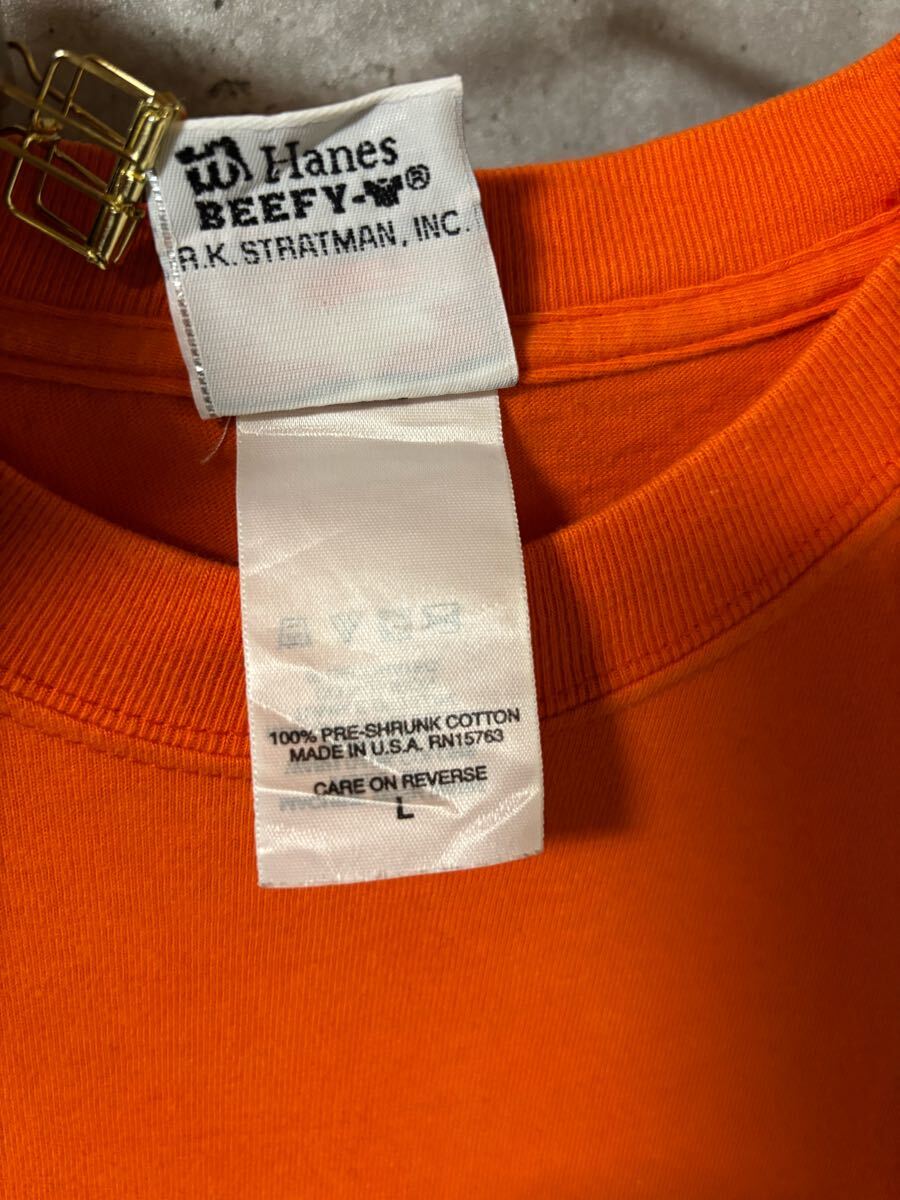 Hanes
BEEFY-®
R.K. STRATMAN, INC.
100% PRE-SHRUNK COTTON
MADE IN U.S.A. RN15763
CARE ON REVERSE
L